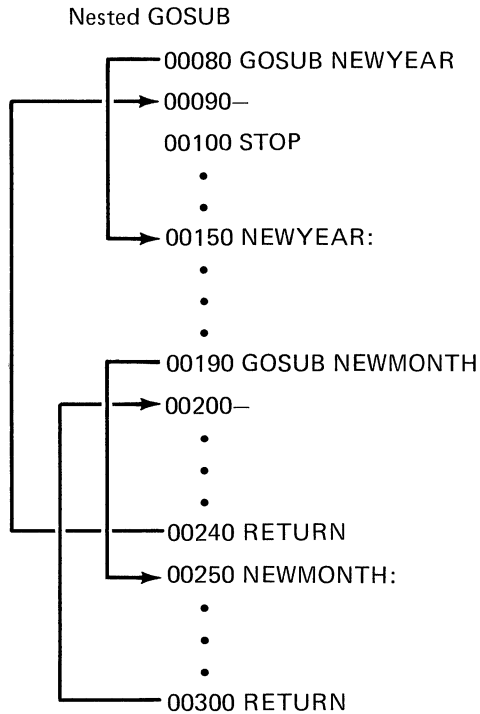 Nested GOSUB
00080 GOSUB NEWYEAR
00090—
00100 STOP
00150 NEWYEAR:
00190 GOSUB NEWMONTH
00200—
00240 RETURN
00250 NEWMONTH:
00300 RETURN